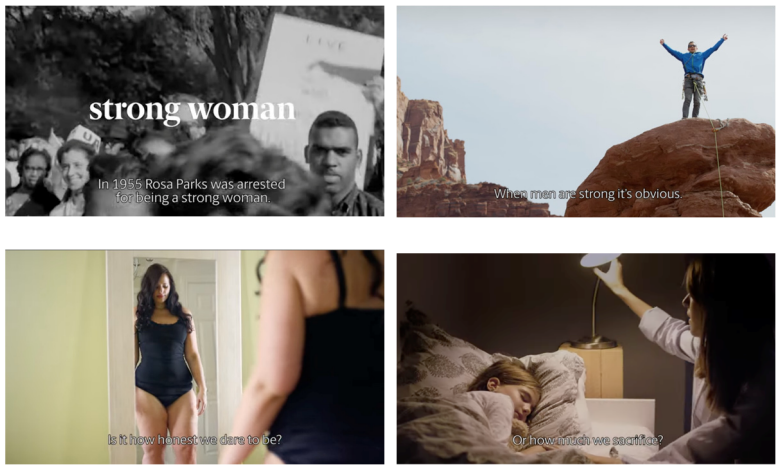 strong woman
In 1955 Rosa Parks was arrested
for being a strong woman.
When men are strong it's obvious.
Is it how honest we dare to be?
Or how much we sacrifice?